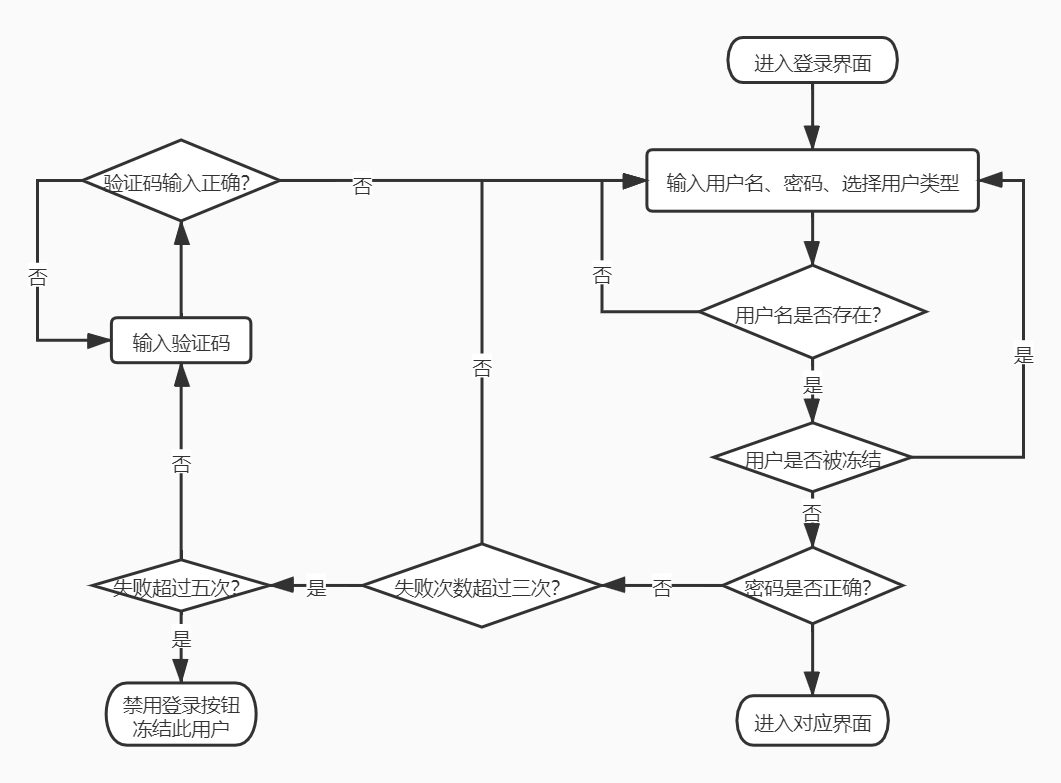 进入登录界面
验证码输入正确?
否
输入用户名、密码、选择用户类型
否
否
用户名是否存在?
输入验证码
否
是
是
否
用户是否被冻结
否
失败超过五次?
是
失败次数超过三次?
否
密码是否正确?
是
禁用登录按钮
冻结此用户
进入对应界面